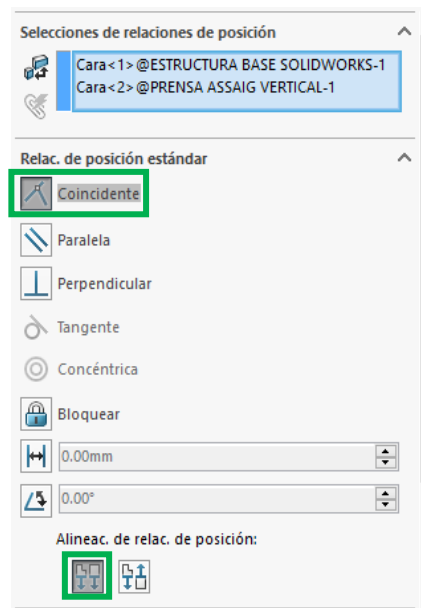 Selecciones de relaciones de posición
Cara<1>@ESTRUCTURA BASE SOLIDWORKS-1
Cara<2>@PRENSA ASSAIG VERTICAL-1
Relac. de posición estándar
Coincidente
Paralela
Perpendicular
Tangente
Concéntrica
Bloquear
0.00mm
0.00°
Alineac. de relac. de posición: